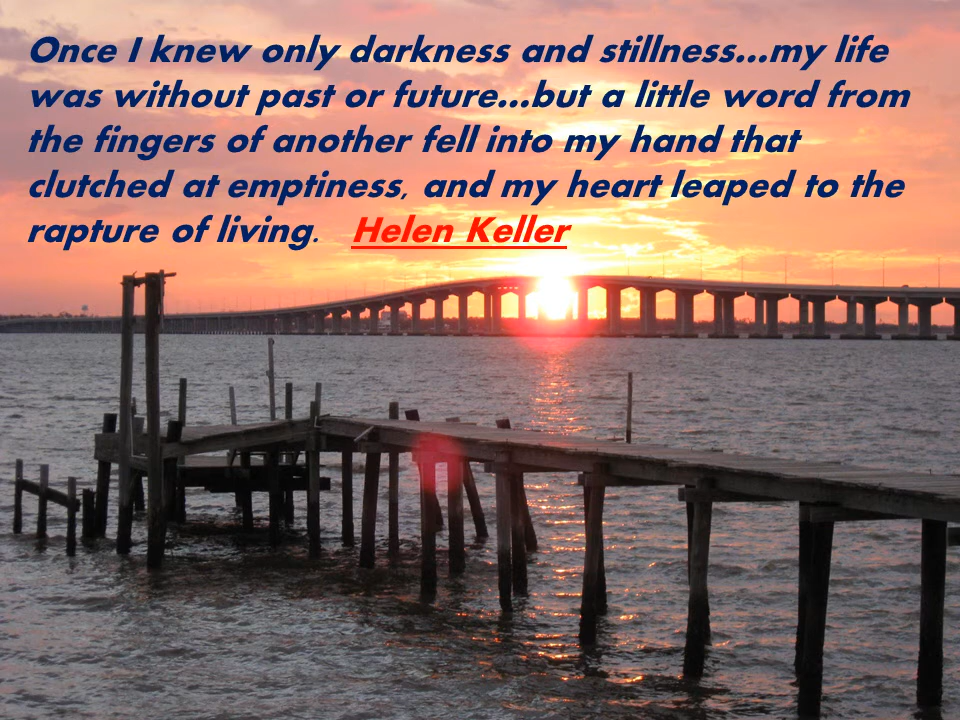 Once I knew only darkness and stillness...my life
was without past or future...but a little word from
the fingers of another fell into my hand that
clutched at emptiness, and my heart leaped to the
rapture of living. Helen Keller